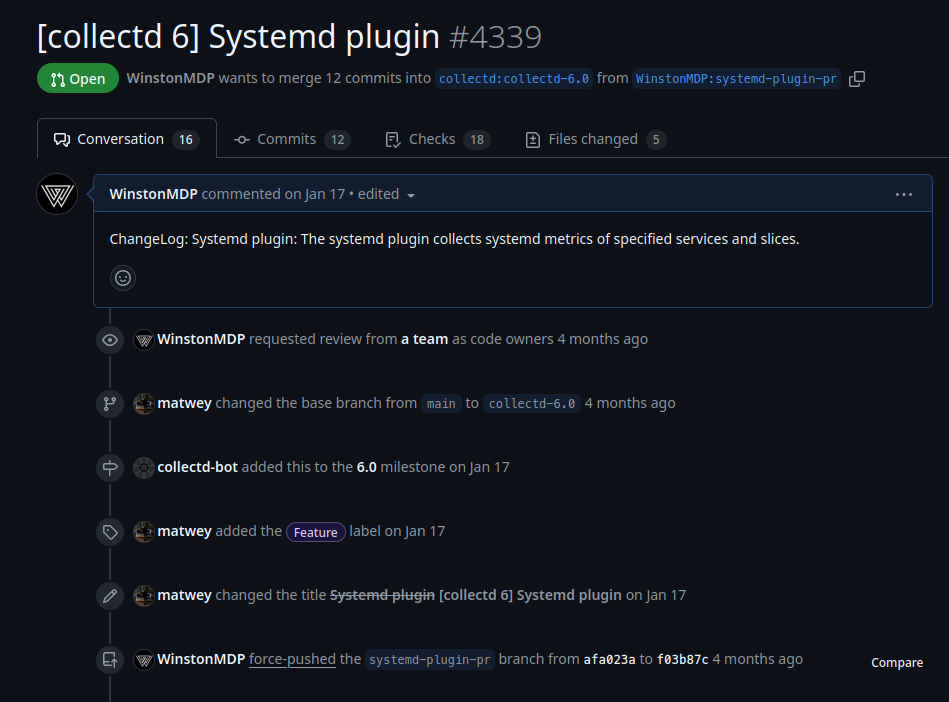 [collectd 6] Systemd plugin #4339
Open WinstonMDP wants to merge 12 commits into collectd:collectd-6.0 from WinstonMDP:systemd-plugin-pr
Conversation 16 Commits 12 Checks 18 Files changed 5
WinstonMDP commented on Jan 17 • edited
ChangeLog: Systemd plugin: The systemd plugin collects systemd metrics of specified services and slices.
WinstonMDP requested review from a team as code owners 4 months ago
matwey changed the base branch from main to collectd-6.0 4 months ago
collectd-bot added this to the 6.0 milestone on Jan 17
matwey added the Feature label on Jan 17
matwey changed the title Systemd plugin [collectd 6] Systemd plugin on Jan 17
WinstonMDP force-pushed the systemd-plugin-pr branch from afa023a to f03b87c 4 months ago
Compare